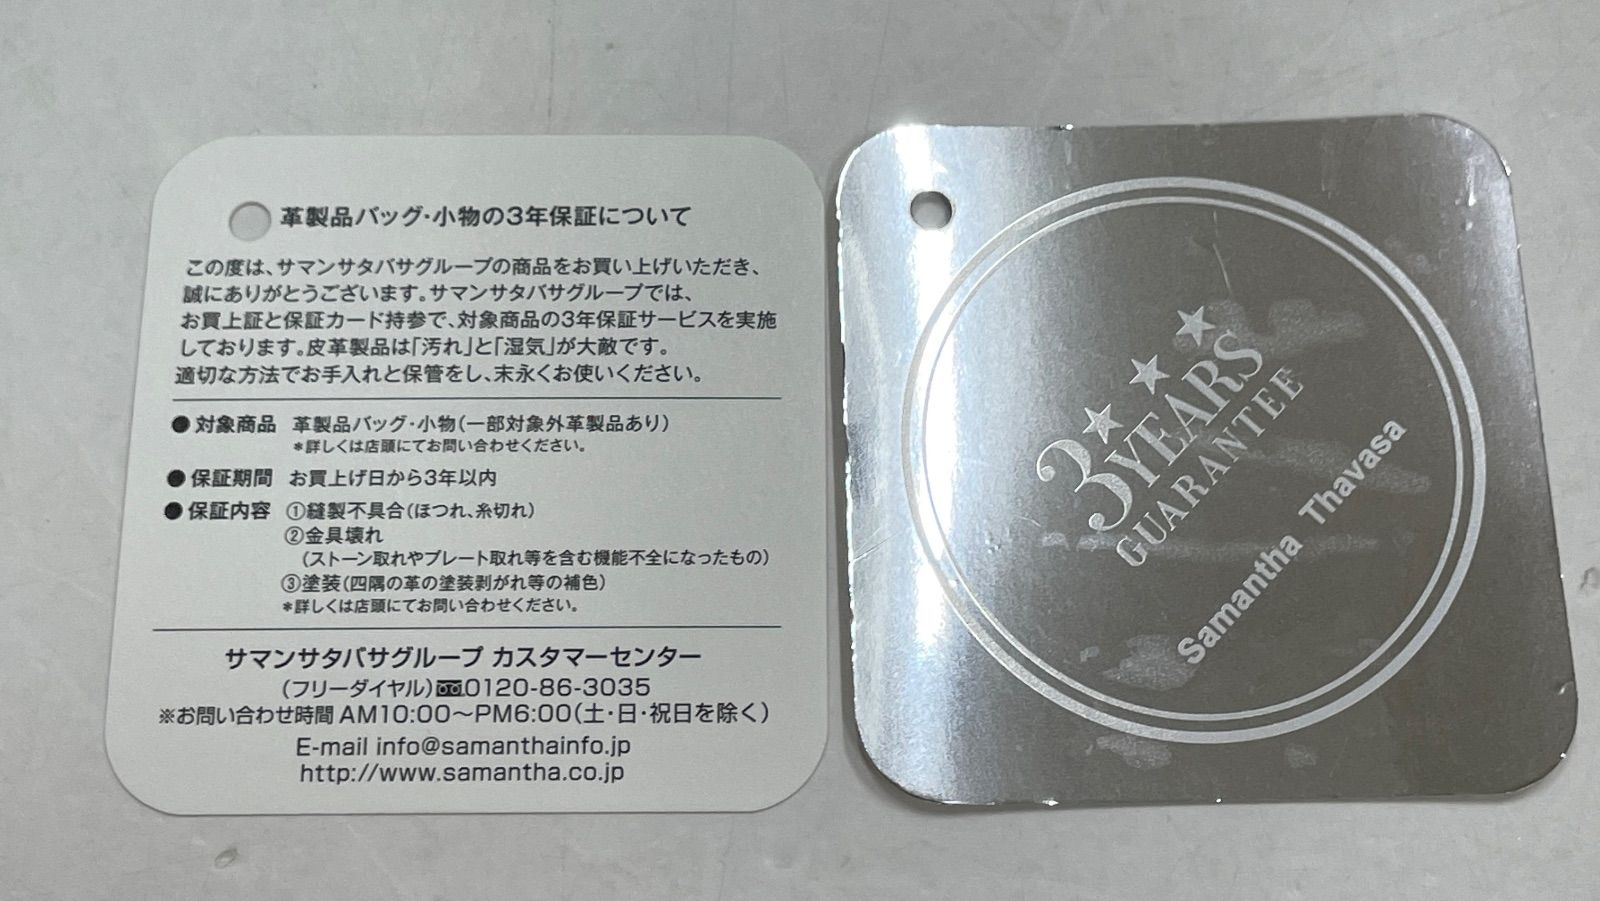 革製品バッグ・小物の3年保証について
この度は、サマンサタバサグループの商品をお買い上げいただき、
誠にありがとうございます。サマンサタバサグループでは、
お買上証と保証カード持参で、対象商品の3年保証サービスを実施
しております。皮革製品は「汚れ」と「湿気」が大敵です。
適切な方法でお手入れと保管をし、末永くお使いください。
●対象商品 革製品バッグ・小物(一部対象外革製品あり)
*詳しくは店頭にてお問い合わせください。
●保証期間 お買上げ日から3年以内
●保証内容 ①縫製不具合(ほつれ、糸切れ)
②金具壊れ
(ストーン取れやプレート取れ等を含む機能不全になったもの)
③塗装(四隅の革の塗装剥がれ等の補色)
*詳しくは店頭にてお問い合わせください。
サマンサタバサグループ カスタマーセンター
(フリーダイヤル)0120-86-3035
※お問い合わせ時間 AM10:00〜PM6:00(土・日・祝日を除く)
E-mail info@samanthainfo.jp
http://www.samantha.co.jp
3YEARS
GUARANTEE
Samantha Thavasa